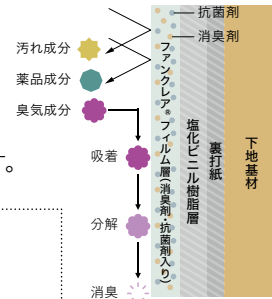 抗菌剤
消臭剤
汚れ成分
薬品成分
臭気成分
吸着
分解
消臭
ファンクレア®フィルム層(消臭剤・抗菌剤入り)
塩化ビニル樹脂層
裏打紙
下地基材
す。